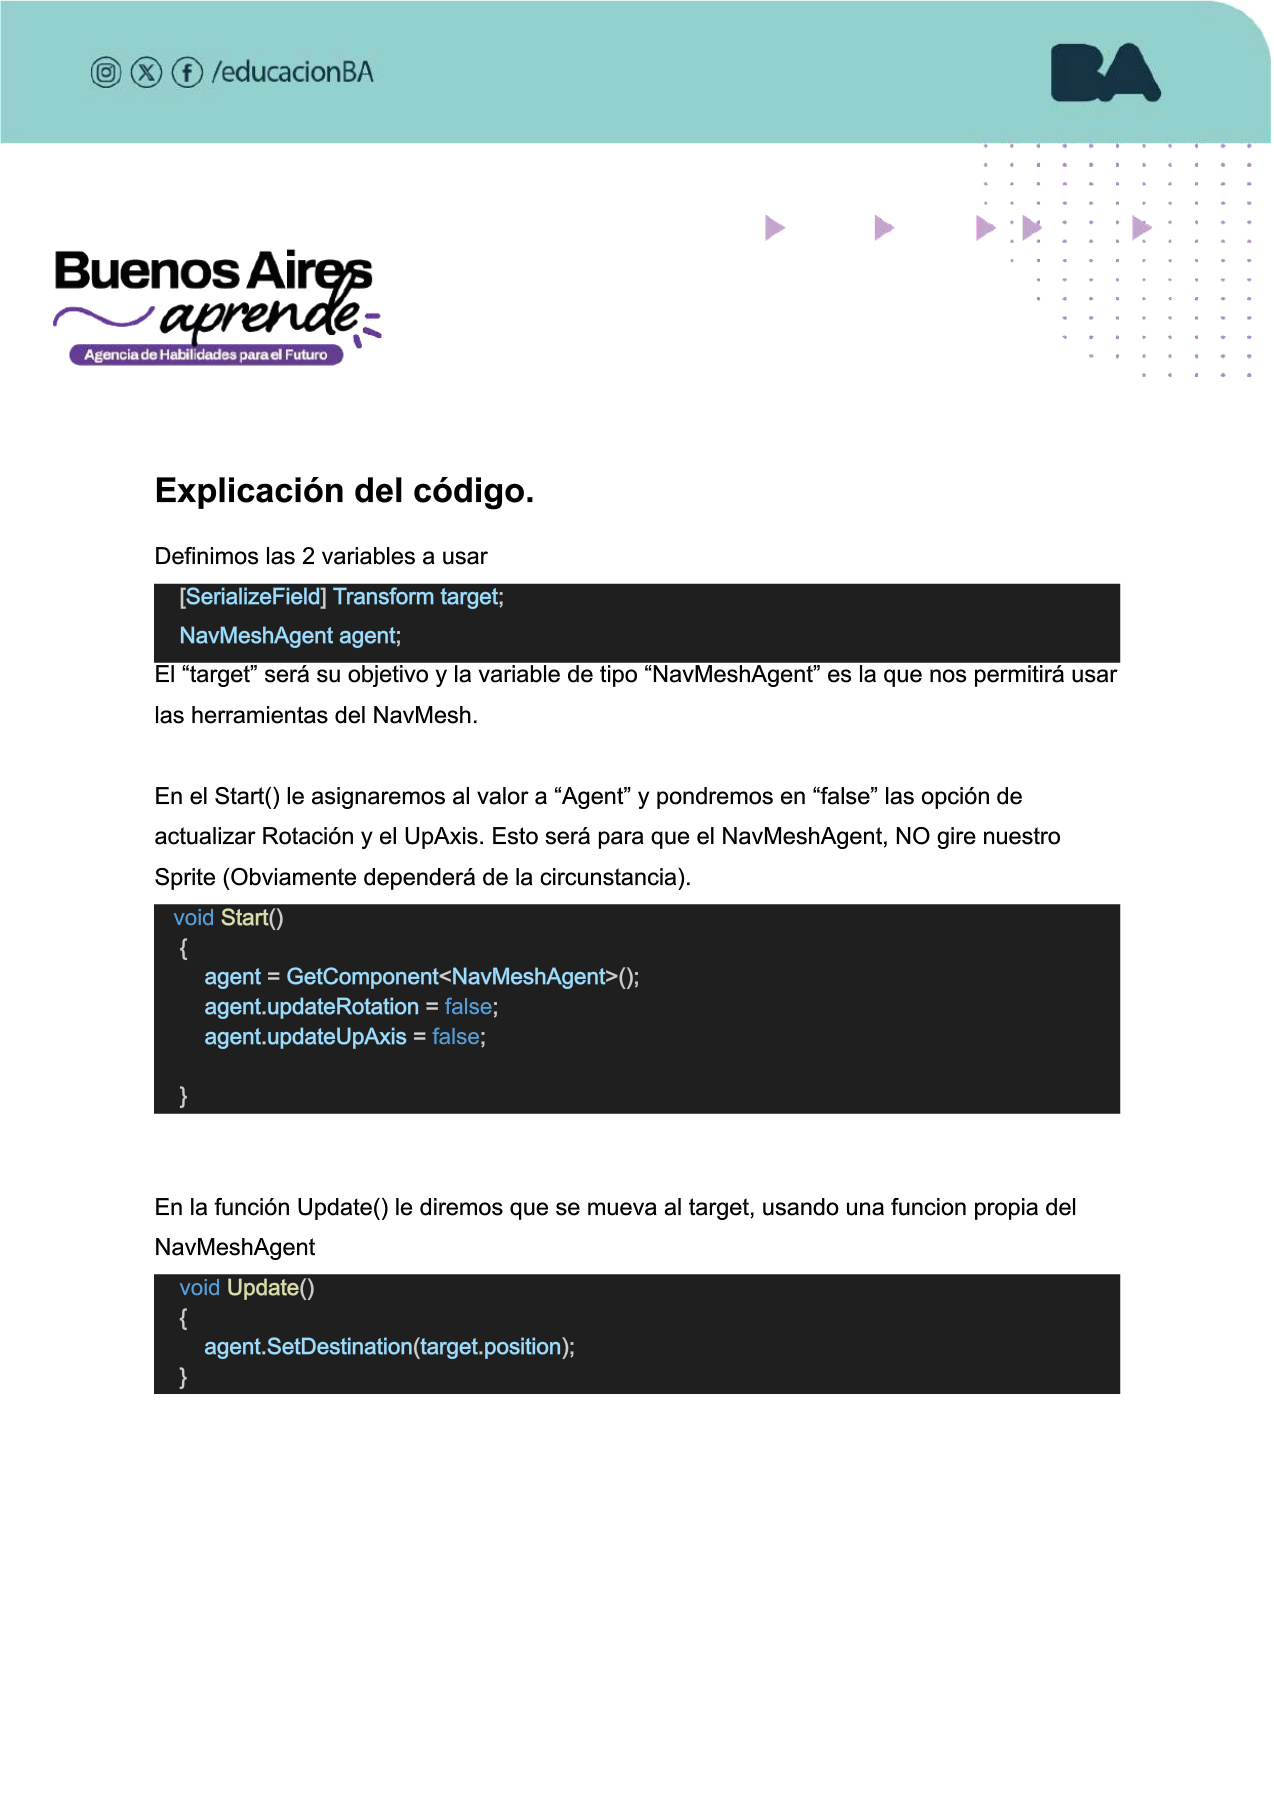 /educacionBA
BA
Buenos Aires
aprende
Agencia de Habilidades para el Futuro
Explicación del código.
Definimos las 2 variables a usar
[SerializeField] Transform target;
NavMeshAgent agent;
El “target” será su objetivo y la variable de tipo “NavMeshAgent” es la que nos permitirá usar
las herramientas del NavMesh.
En el Start() le asignaremos al valor a “Agent” y pondremos en “false” las opción de
actualizar Rotación y el UpAxis. Esto será para que el NavMeshAgent, NO gire nuestro
Sprite (Obviamente dependerá de la circunstancia).
void Start()
{
agent = GetComponent<NavMeshAgent>();
agent.updateRotation = false;
agent.updateUpAxis = false;
}
En la función Update() le diremos que se mueva al target, usando una funcion propia del
NavMeshAgent
void Update()
{
agent.SetDestination(target.position);
}